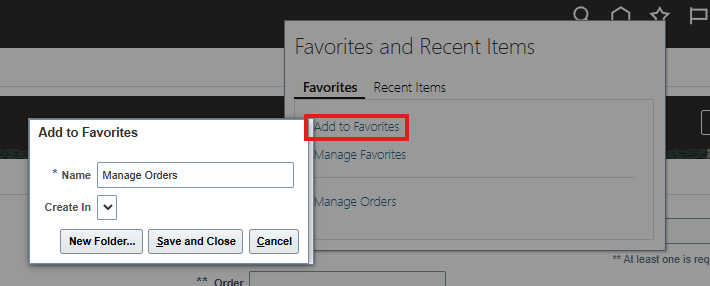 Favorites and Recent Items
Favorites Recent Items
Add to Favorites
Manage Favorites
Manage Orders
Add to Favorites
* Name Manage Orders
Create In
New Folder... Save and Close Cancel
** At least one is req
** Order